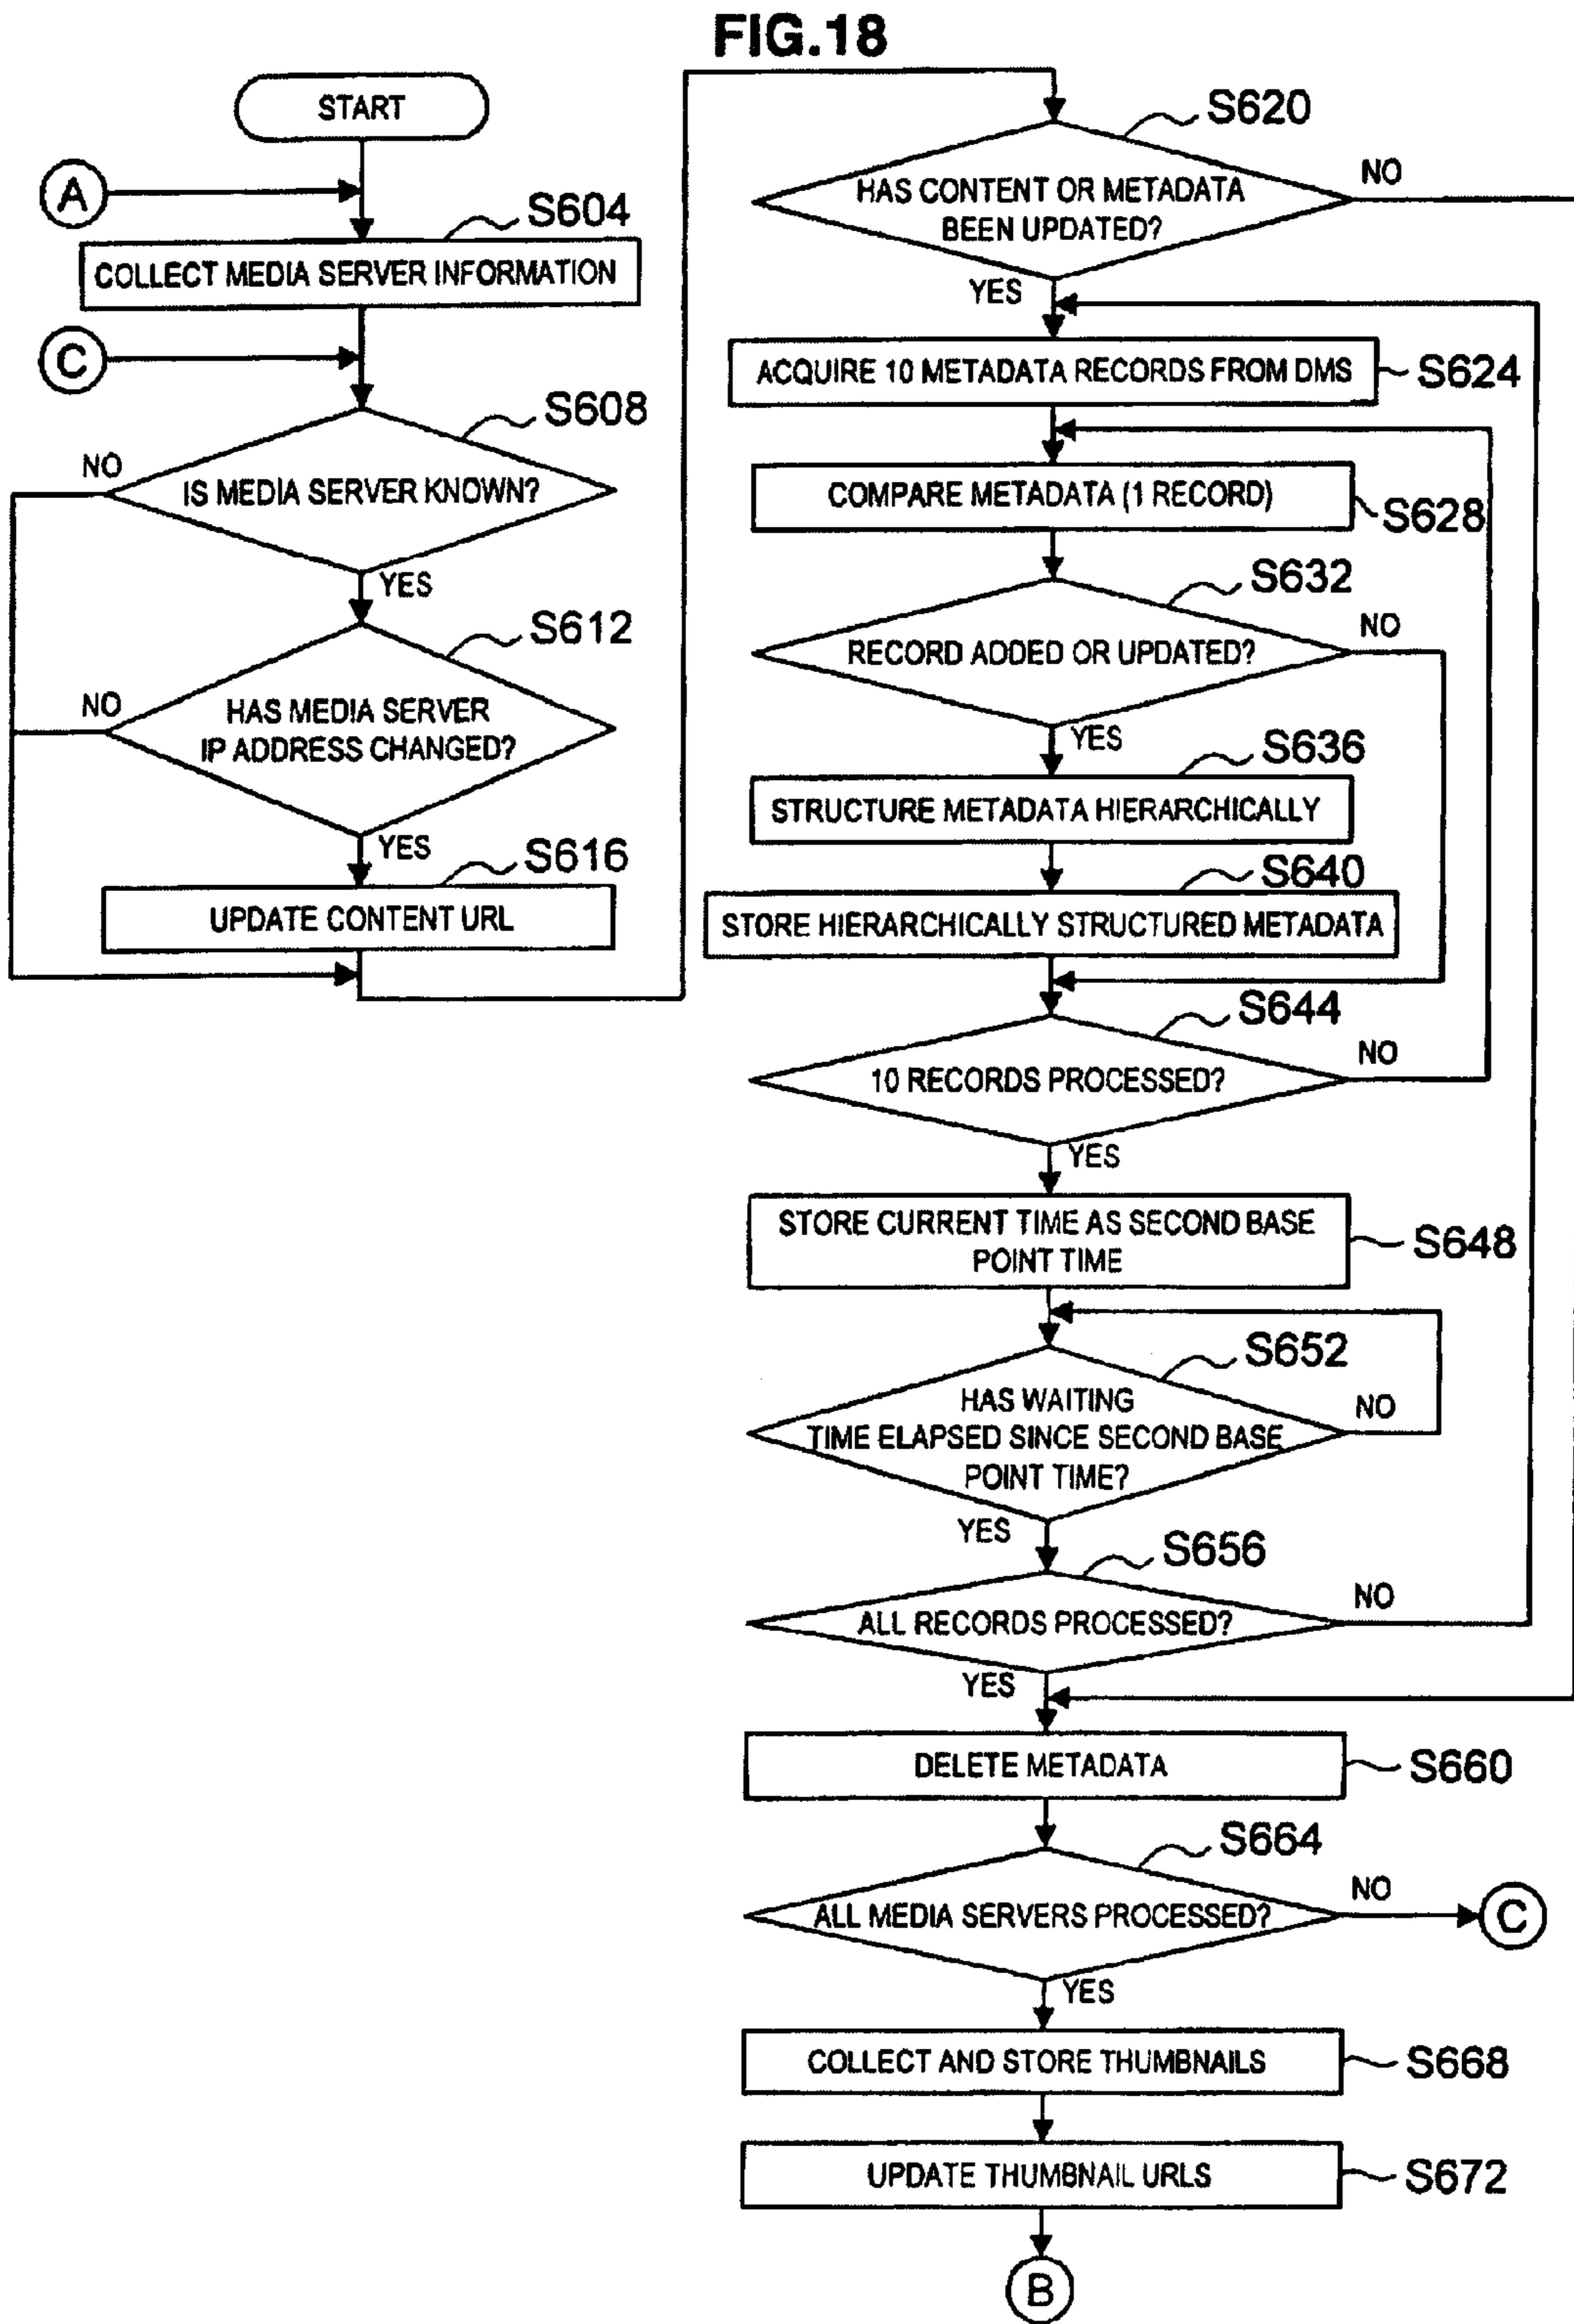 FIG.18
START
A
S604
COLLECT MEDIA SERVER INFORMATION
C
S608
NO
IS MEDIA SERVER KNOWN?
YES
S612
NO
HAS MEDIA SERVER
IP ADDRESS CHANGED?
YES
S616
UPDATE CONTENT URL
S620
HAS CONTENT OR METADATA
BEEN UPDATED?
NO
YES
ACQUIRE 10 METADATA RECORDS FROM DMS
S624
COMPARE METADATA (1 RECORD)
S628
S632
RECORD ADDED OR UPDATED?
NO
YES
S636
STRUCTURE METADATA HIERARCHICALLY
S640
STORE HIERARCHICALLY STRUCTURED METADATA
S644
10 RECORDS PROCESSED?
NO
YES
STORE CURRENT TIME AS SECOND BASE
POINT TIME
S648
S652
HAS WAITING
TIME ELAPSED SINCE SECOND BASE
POINT TIME?
NO
YES
S656
ALL RECORDS PROCESSED?
NO
YES
DELETE METADATA
S660
S664
ALL MEDIA SERVERS PROCESSED?
NO
C
YES
COLLECT AND STORE THUMBNAILS
S668
UPDATE THUMBNAIL URLS
S672
B